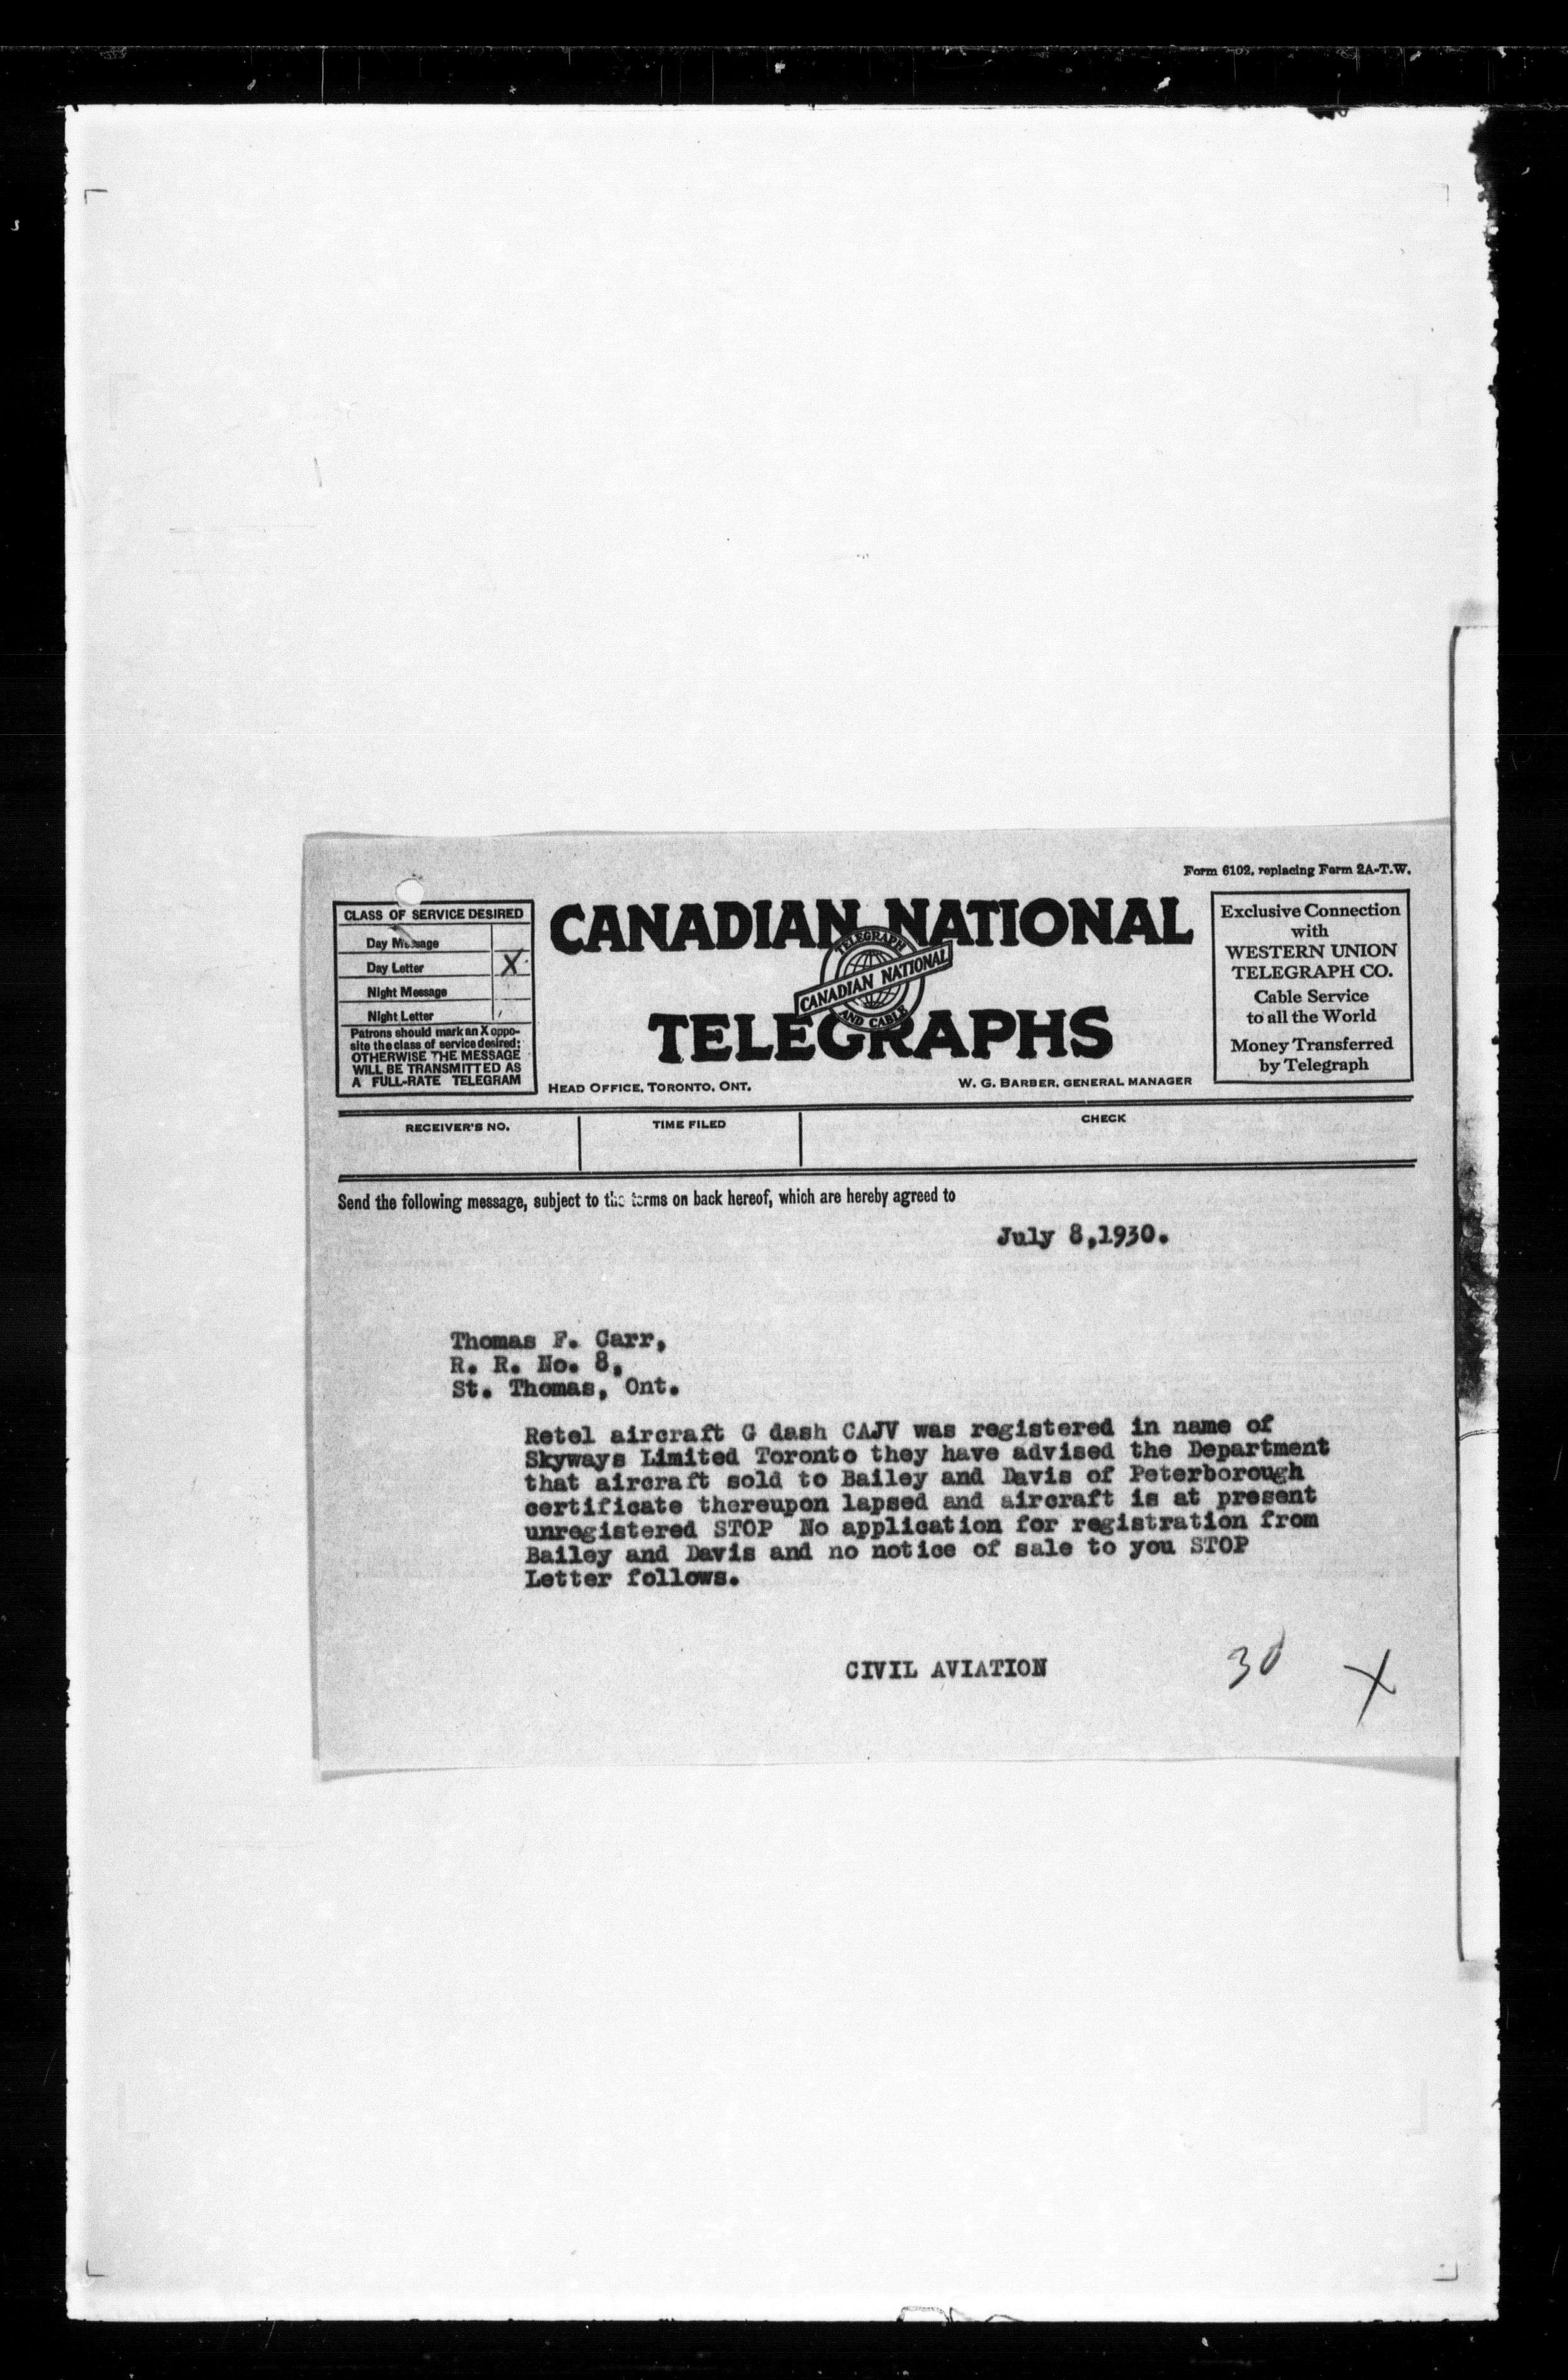 Form 6102, replacing Form 2A-T.W.
CLASS OF SERVICE DESIRED
Day Message
Day Letter X
Night Message
Night Letter
Patrons should mark an X oppo-
site the class of service desired;
OTHERWISE THE MESSAGE
WILL BE TRANSMITTED AS
A FULL-RATE TELEGRAM
CANADIAN NATIONAL
TELEGRAPH
CANADIAN NATIONAL
AND CABLE
TELEGRAPHS
HEAD OFFICE, TORONTO, ONT.
W. G. BARBER, GENERAL MANAGER
Exclusive Connection
with
WESTERN UNION
TELEGRAPH CO.
Cable Service
to all the World
Money Transferred
by Telegraph
RECEIVER'S NO.
TIME FILED
CHECK
Send the following message, subject to the terms on back hereof, which are hereby agreed to
July 8,1930.
Thomas F. Carr,
R. R. No. 8,
St. Thomas, Ont.
Retel aircraft G dash CAJV was registered in name of
Skyways Limited Toronto they have advised the Department
that aircraft sold to Bailey and Davis of Peterborough
certificate thereupon lapsed and aircraft is at present
unregistered STOP No application for registration from
Bailey and Davis and no notice of sale to you STOP
Letter follows.
CIVIL AVIATION
30
X